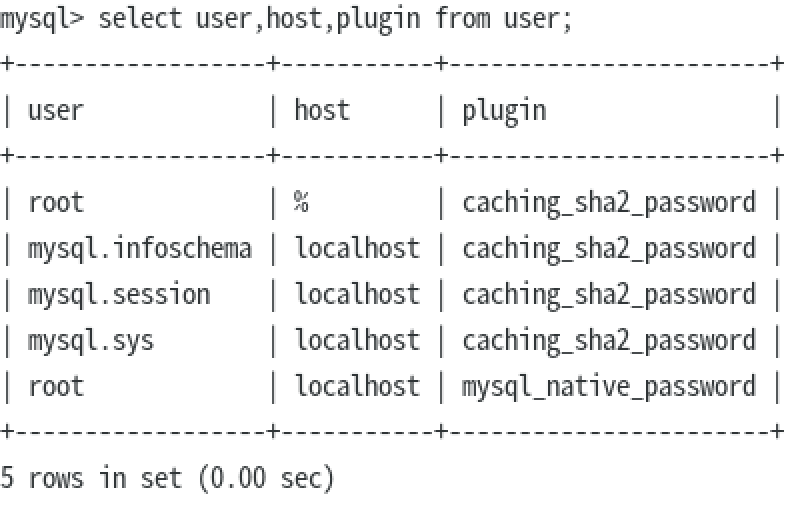 mysql> select user,host,plugin from user;
+------------------+-----------+-----------------------+
| user             | host      | plugin                |
+------------------+-----------+-----------------------+
| root             | %         | caching_sha2_password |
| mysql.infoschema | localhost | caching_sha2_password |
| mysql.session    | localhost | caching_sha2_password |
| mysql.sys        | localhost | caching_sha2_password |
| root             | localhost | mysql_native_password |
+------------------+-----------+-----------------------+
5 rows in set (0.00 sec)